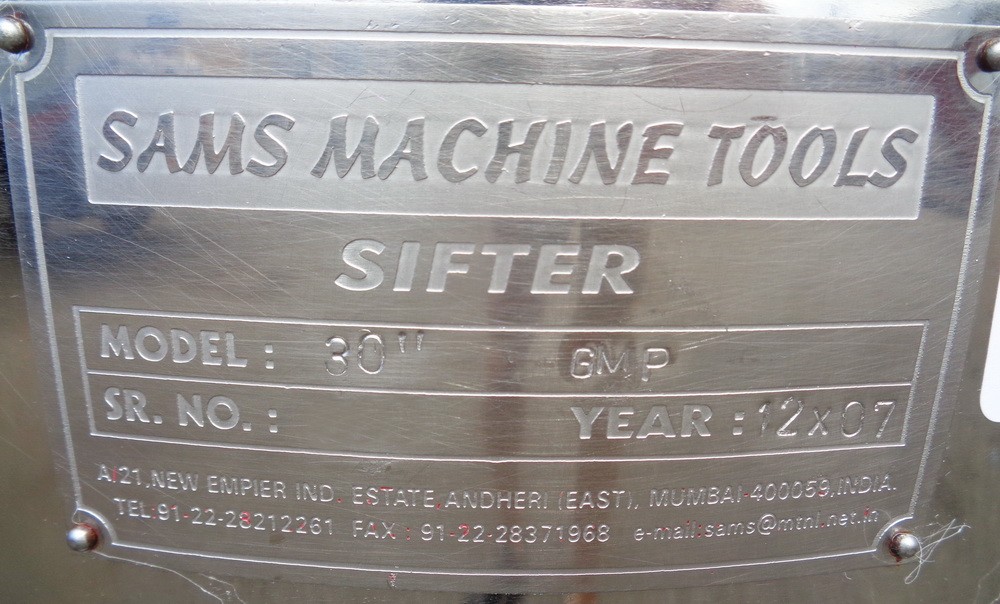 SAMS MACHINE TOOLS
SIFTER
MODEL : 30" GMP
SR. NO. : YEAR : 12x07
A/21, NEW EMPIER IND. ESTATE, ANDHERI (EAST), MUMBAI-400059, INDIA.
TEL:91-22-28212261 FAX : 91-22-28371968 e-mail:sams@mtnl.net.in